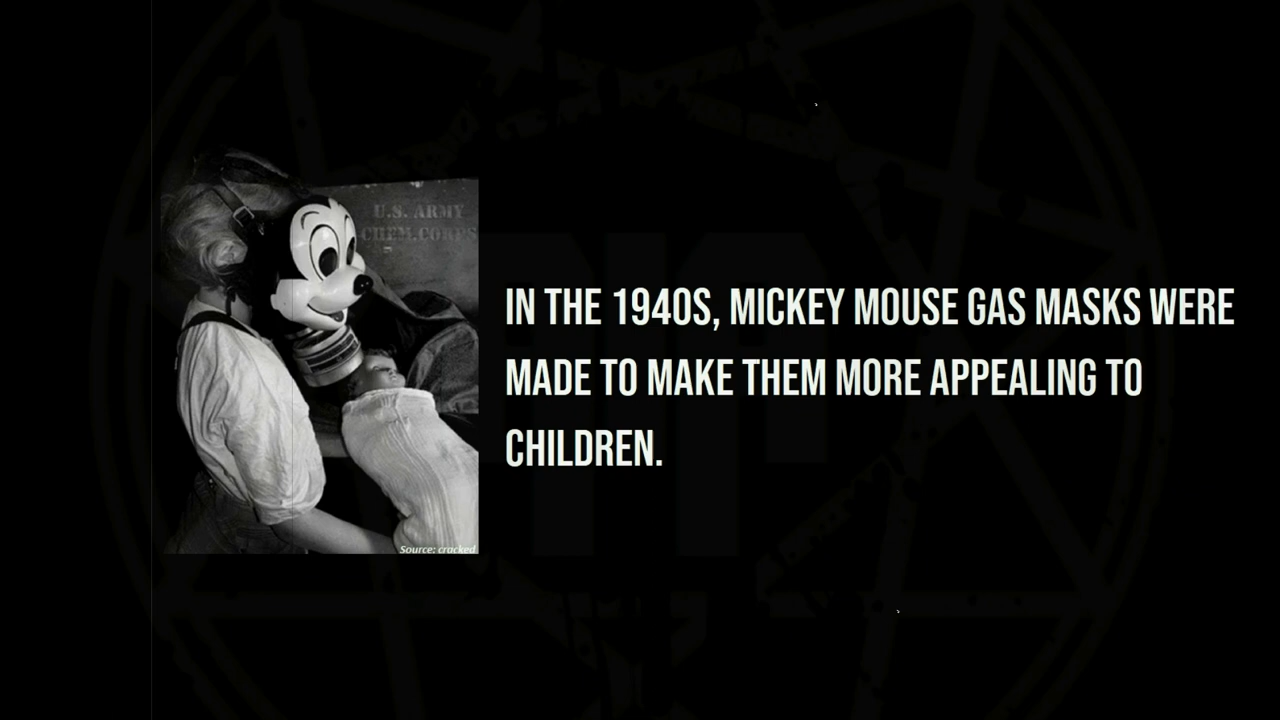 U.S. ARMY
CHEM. CORPS
IN THE 1940S, MICKEY MOUSE GAS MASKS WERE
MADE TO MAKE THEM MORE APPEALING TO
CHILDREN.
Source: cracked